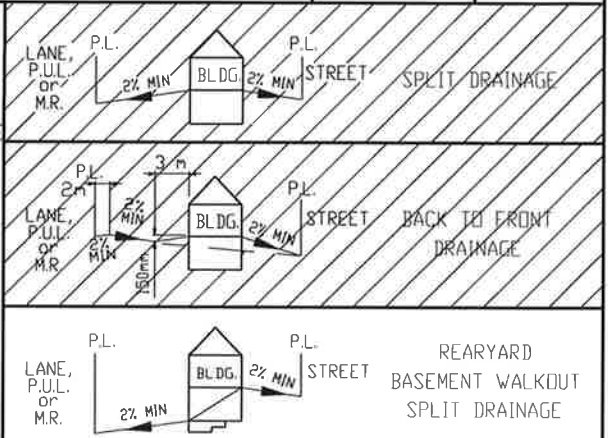 P.L.
P.L.
LANE,
P.U.L.
or
M.R.
2% MIN
BLDG.
2% MIN
STREET
SPLIT DRAINAGE
3 m
P.L.
2m
P.L.
LANE,
P.U.L.
or
M.R.
2%
MIN
2%
MIN
150mm
BLDG.
2% MIN
STREET
BACK TO FRONT
DRAINAGE
P.L.
P.L.
LANE,
P.U.L.
or
M.R.
2% MIN
BLDG.
2% MIN
STREET
REARYARD
BASEMENT WALKOUT
SPLIT DRAINAGE